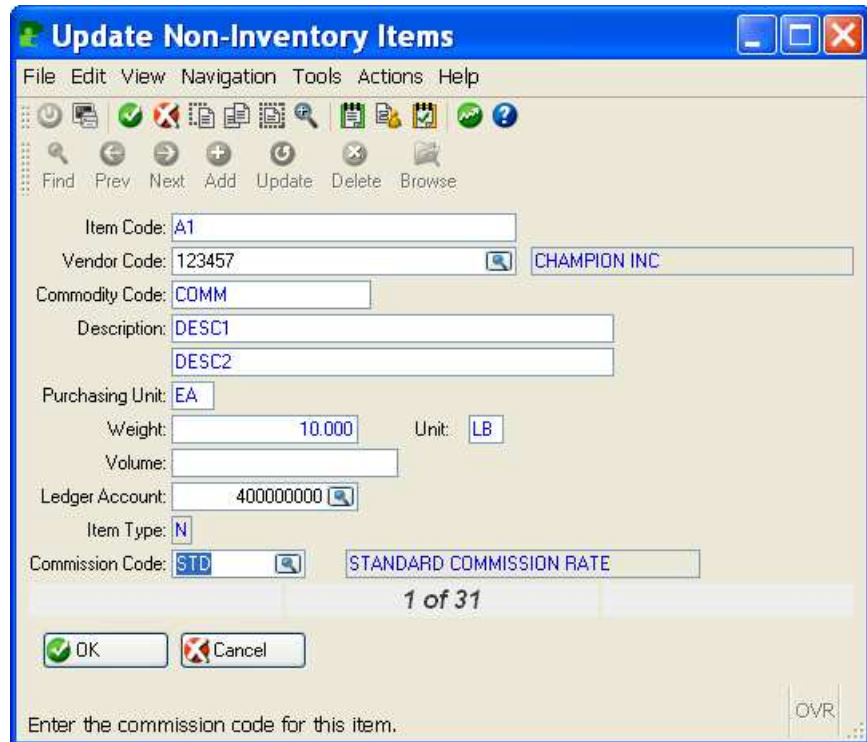 Update Non-Inventory Items
File Edit View Navigation Tools Actions Help
Find Prev Next Add Update Delete Browse
Item Code: A1
Vendor Code: 123457 CHAMPION INC
Commodity Code: COMM
Description: DESC1
DESC2
Purchasing Unit: EA
Weight: 10.000 Unit: LB
Volume:
Ledger Account: 400000000
Item Type: N
Commission Code: STD STANDARD COMMISSION RATE
1 of 31
OK Cancel
Enter the commission code for this item. OVR